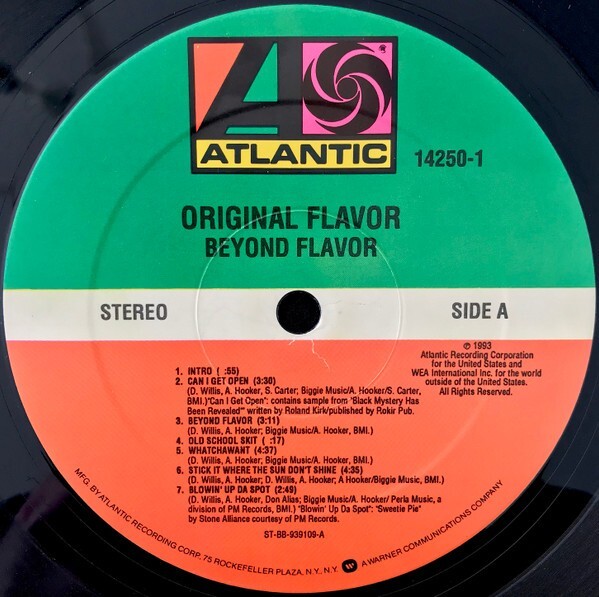 ATLANTIC
14250-1
ORIGINAL FLAVOR
BEYOND FLAVOR
STEREO
SIDE A
℗ 1993
Atlantic Recording Corporation
for the United States and
WEA International Inc. for the world
outside of the United States.
All Rights Reserved.
1. INTRO ( :55)
2. CAN I GET OPEN (3:30)
(D. Willis, A. Hooker, S. Carter; Biggie Music/A. Hooker/S. Carter,
BMI.)"Can I Get Open": contains sample from "Black Mystery Has
Been Revealed"" written by Roland Kirk/published by Rokir Pub.
3. BEYOND FLAVOR (3:11)
(D. Willis, A. Hooker; Biggie Music/A. Hooker, BMI.)
4. OLD SCHOOL SKIT ( :17)
5. WHATCHAWANT (4:37)
(D. Willis, A. Hooker; Biggie Music/A. Hooker, BMI.)
6. STICK IT WHERE THE SUN DON'T SHINE (4:35)
(D. Willis, A. Hooker, D. Willis, A. Hooker; A Hooker/Biggie Music, BMI.)
7. BLOWIN' UP DA SPOT (2:49)
(D. Willis, A. Hooker, Don Alias; Biggie Music/A. Hooker/ Perla Music, a
division of PM Records, BMI.) "Blowin' Up Da Spot": "Sweetie Pie"
by Stone Alliance courtesy of PM Records.
ST-BB-939109-A
MFG. BY ATLANTIC RECORDING CORP., 75 ROCKEFELLER PLAZA, N.Y., N.Y. A WARNER COMMUNICATIONS COMPANY